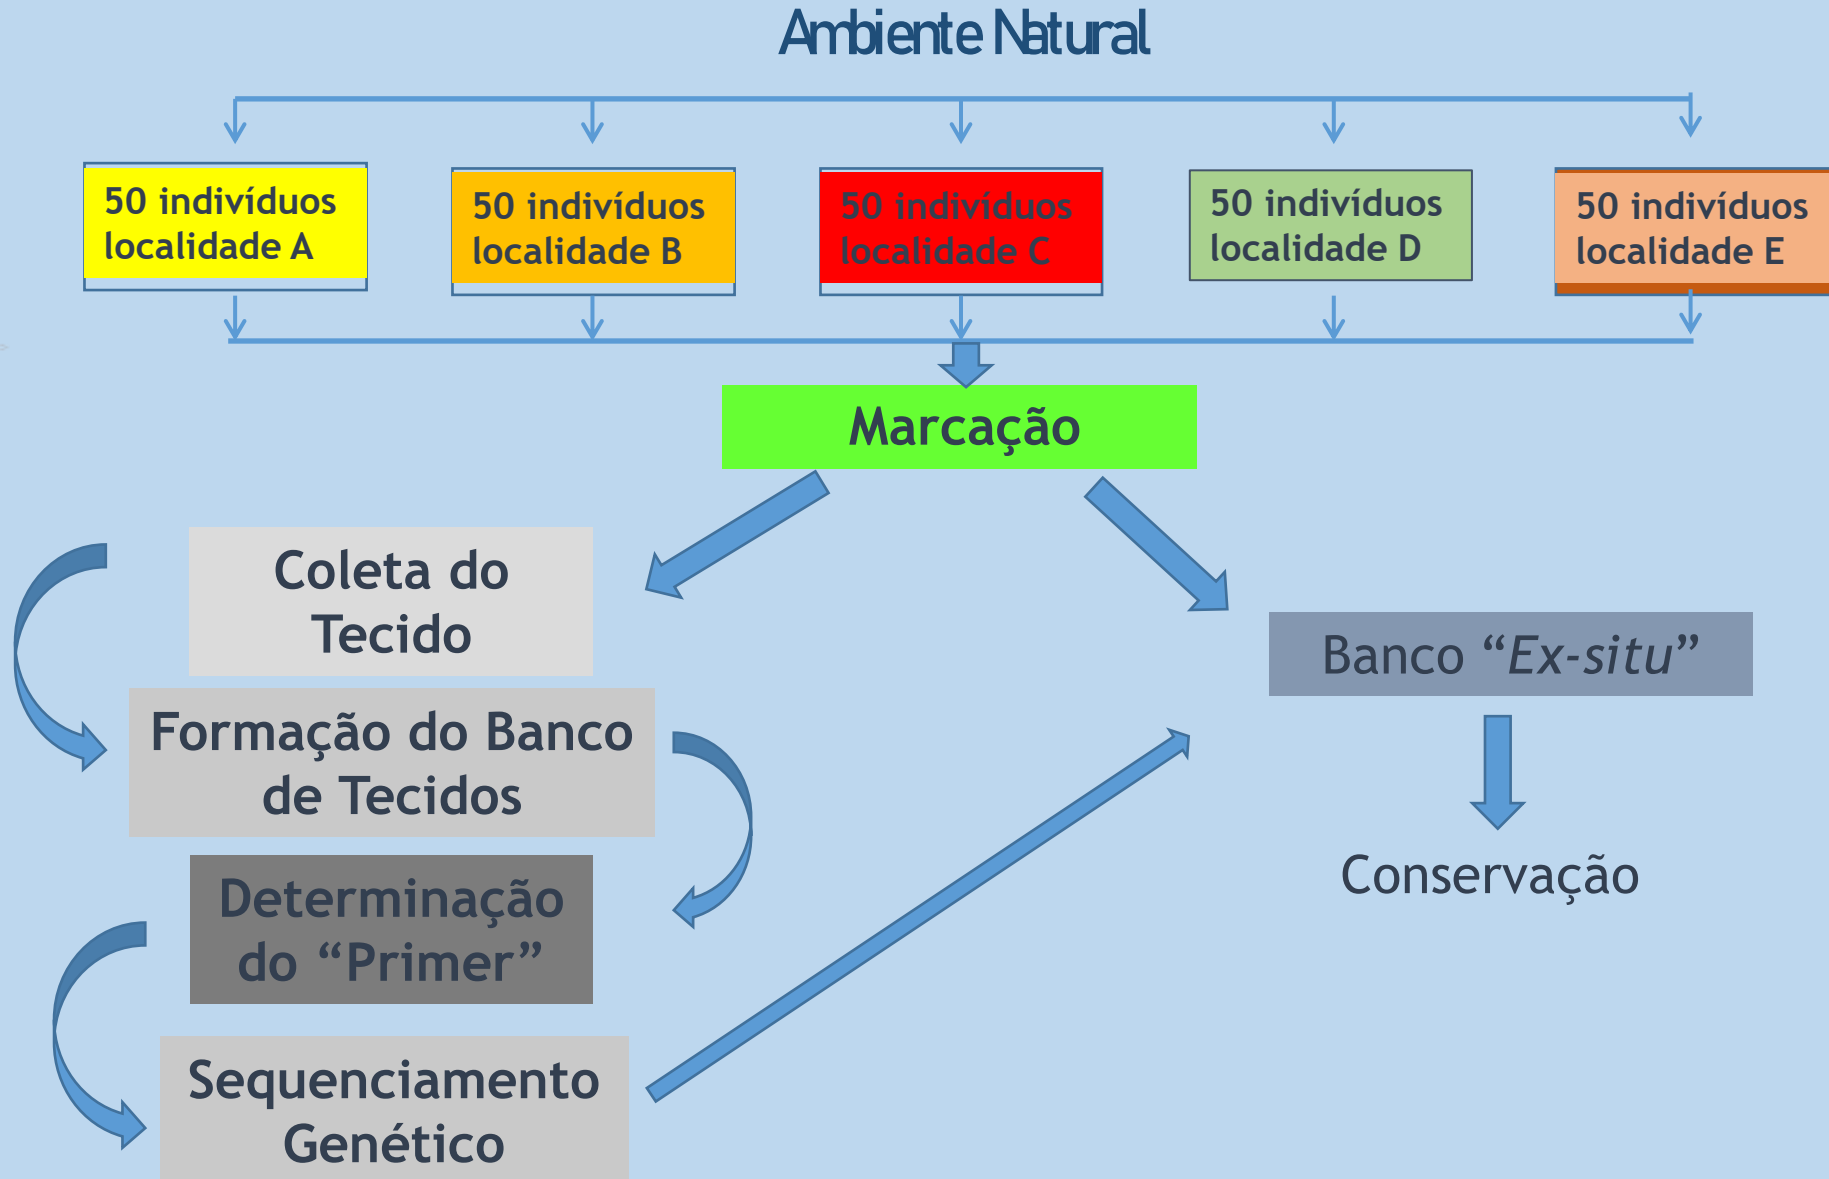 Ambiente Natural
50 indivíduos
localidade A
50 indivíduos
localidade B
50 indivíduos
localidade C
50 indivíduos
localidade D
50 indivíduos
localidade E
Marcação
Coleta do
Tecido
Formação do Banco
de Tecidos
Determinação
do “Primer”
Sequenciamento
Genético
Banco “Ex-situ”
Conservação